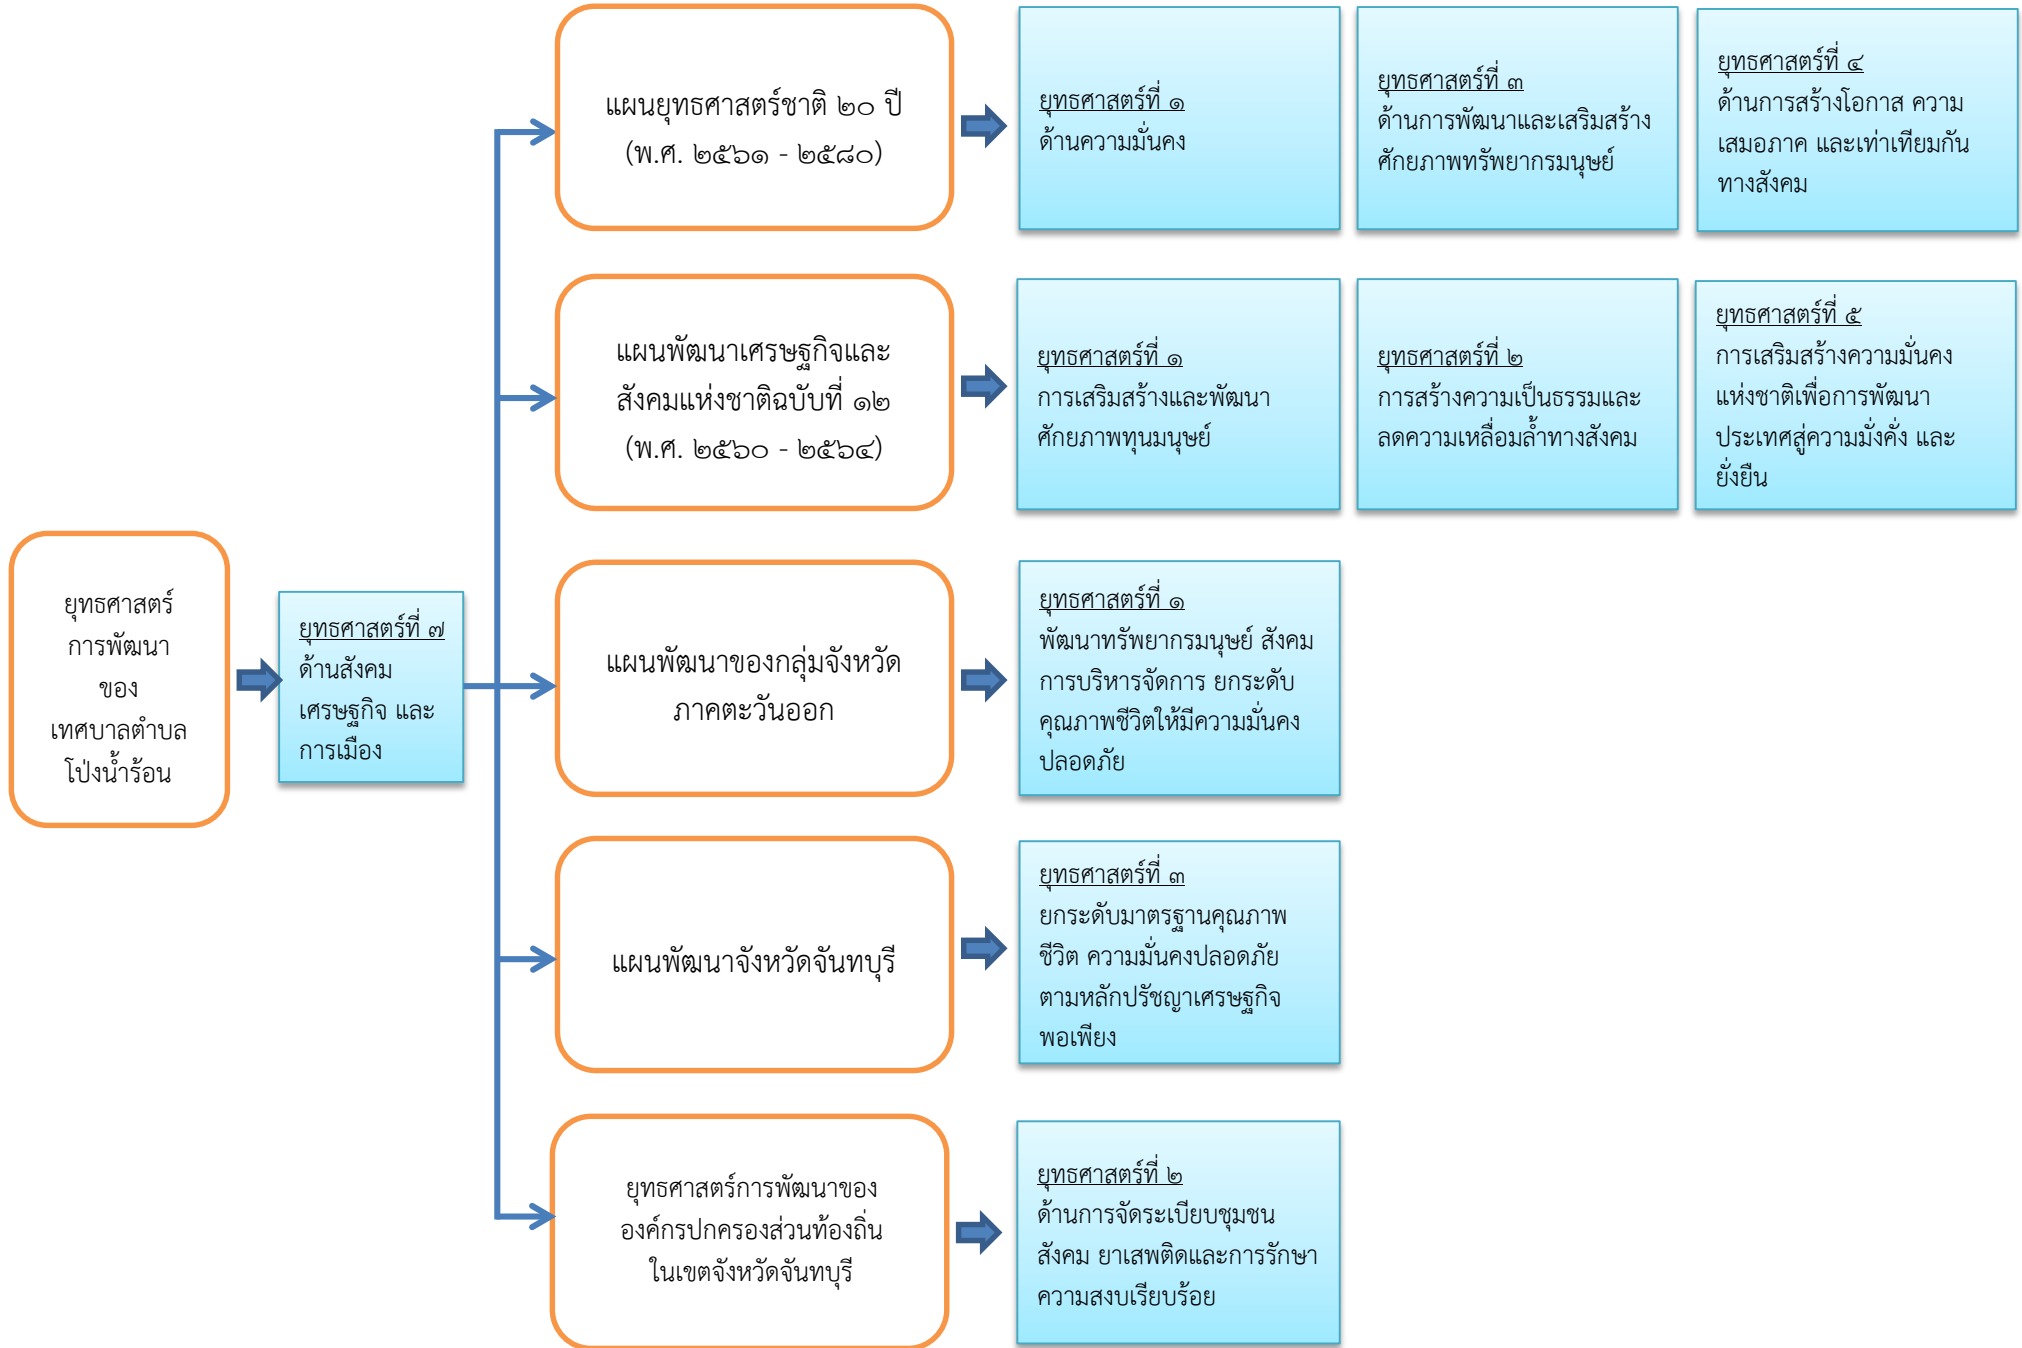 ยุทธศาสตร์
การพัฒนา
ของ
เทศบาลตำบล
โป่งน้ำร้อน
ยุทธศาสตร์ที่ ๗
ด้านสังคม
เศรษฐกิจ และ
การเมือง
แผนยุทธศาสตร์ชาติ ๒๐ ปี
(พ.ศ. ๒๕๖๑ - ๒๕๘๐)
ยุทธศาสตร์ที่ ๑
ด้านความมั่นคง
ยุทธศาสตร์ที่ ๓
ด้านการพัฒนาและเสริมสร้าง
ศักยภาพทรัพยากรมนุษย์
ยุทธศาสตร์ที่ ๔
ด้านการสร้างโอกาส ความ
เสมอภาค และเท่าเทียมกัน
ทางสังคม
แผนพัฒนาเศรษฐกิจและ
สังคมแห่งชาติฉบับที่ ๑๒
(พ.ศ. ๒๕๖๐ - ๒๕๖๔)
ยุทธศาสตร์ที่ ๑
การเสริมสร้างและพัฒนา
ศักยภาพทุนมนุษย์
ยุทธศาสตร์ที่ ๒
การสร้างความเป็นธรรมและ
ลดความเหลื่อมล้ำทางสังคม
ยุทธศาสตร์ที่ ๕
การเสริมสร้างความมั่นคง
แห่งชาติเพื่อการพัฒนา
ประเทศสู่ความมั่งคั่ง และ
ยั่งยืน
แผนพัฒนาของกลุ่มจังหวัด
ภาคตะวันออก
ยุทธศาสตร์ที่ ๑
พัฒนาทรัพยากรมนุษย์ สังคม
การบริหารจัดการ ยกระดับ
คุณภาพชีวิตให้มีความมั่นคง
ปลอดภัย
แผนพัฒนาจังหวัดจันทบุรี
ยุทธศาสตร์ที่ ๓
ยกระดับมาตรฐานคุณภาพ
ชีวิต ความมั่นคงปลอดภัย
ตามหลักปรัชญาเศรษฐกิจ
พอเพียง
ยุทธศาสตร์การพัฒนาของ
องค์กรปกครองส่วนท้องถิ่น
ในเขตจังหวัดจันทบุรี
ยุทธศาสตร์ที่ ๒
ด้านการจัดระเบียบชุมชน
สังคม ยาเสพติดและการรักษา
ความสงบเรียบร้อย